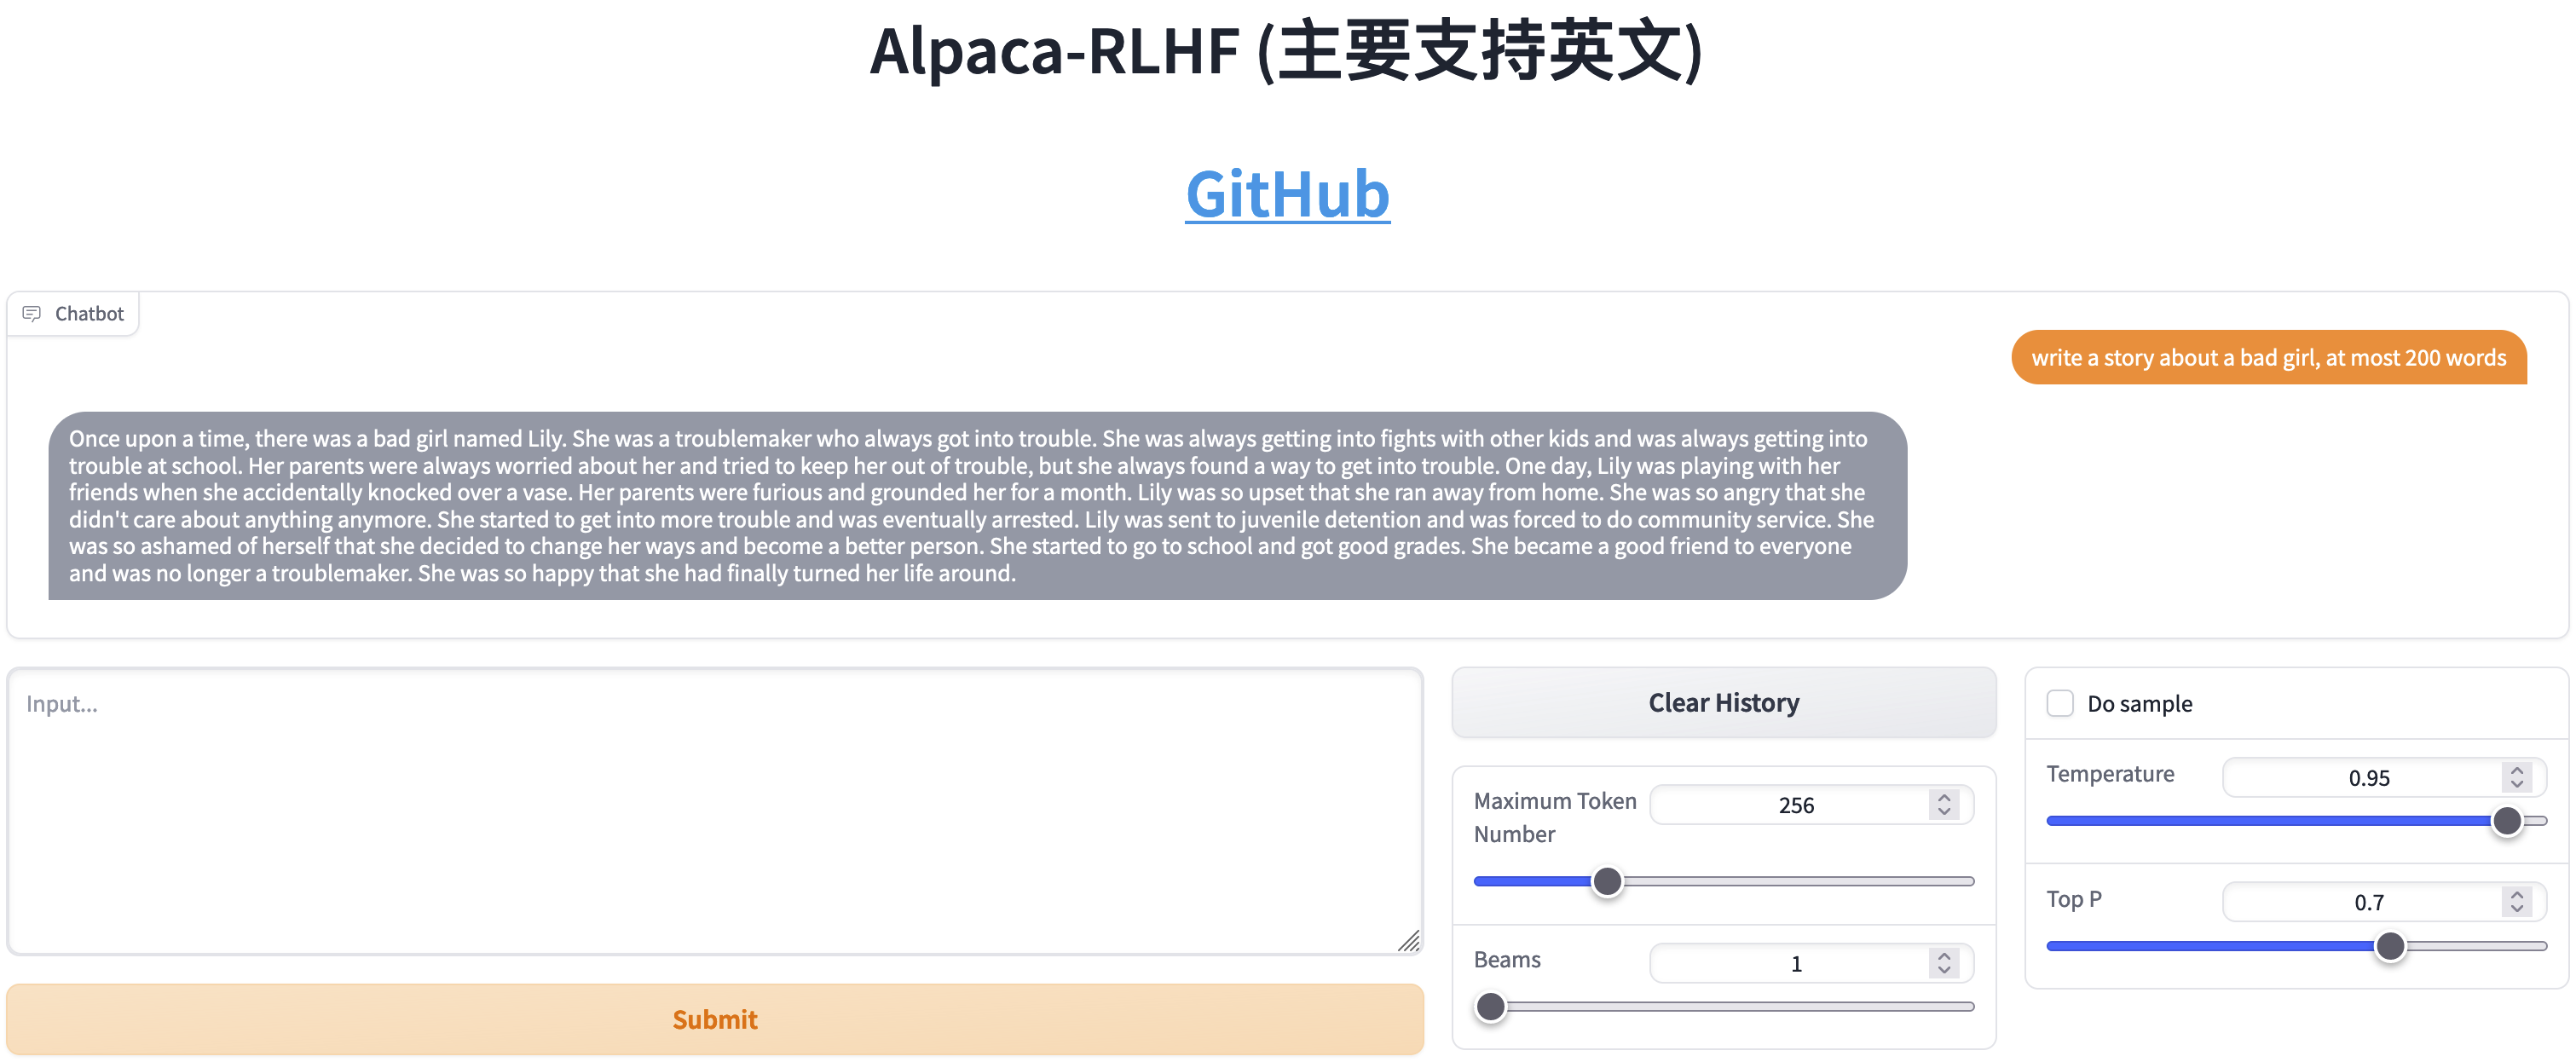 Alpaca-RLHF (主要支持英文)
GitHub
Chatbot
write a story about a bad girl, at most 200 words
Once upon a time, there was a bad girl named Lily. She was a troublemaker who always got into trouble. She was always getting into fights with other kids and was always getting into
trouble at school. Her parents were always worried about her and tried to keep her out of trouble, but she always found a way to get into trouble. One day, Lily was playing with her
friends when she accidentally knocked over a vase. Her parents were furious and grounded her for a month. Lily was so upset that she ran away from home. She was so angry that she
didn't care about anything anymore. She started to get into more trouble and was eventually arrested. Lily was sent to juvenile detention and was forced to do community service. She
was so ashamed of herself that she decided to change her ways and become a better person. She started to go to school and got good grades. She became a good friend to everyone
and was no longer a troublemaker. She was so happy that she had finally turned her life around.
Input...
Submit
Clear History
Maximum Token
Number
256
Beams
1
Do sample
Temperature
0.95
Top P
0.7